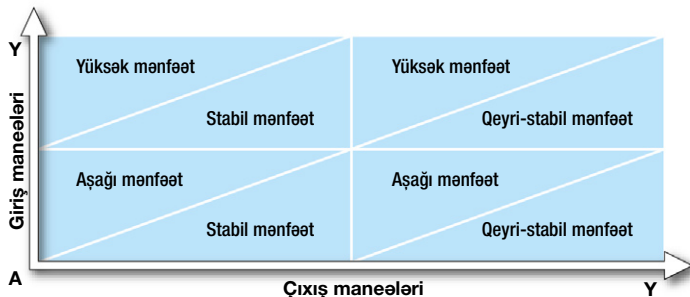 Y
Giriş maneələri
Yüksək mənfəət
Stabil mənfəət
Yüksək mənfəət
Qeyri-stabil mənfəət
Aşağı mənfəət
Stabil mənfəət
Aşağı mənfəət
Qeyri-stabil mənfəət
A
Çıxış maneələri
Y